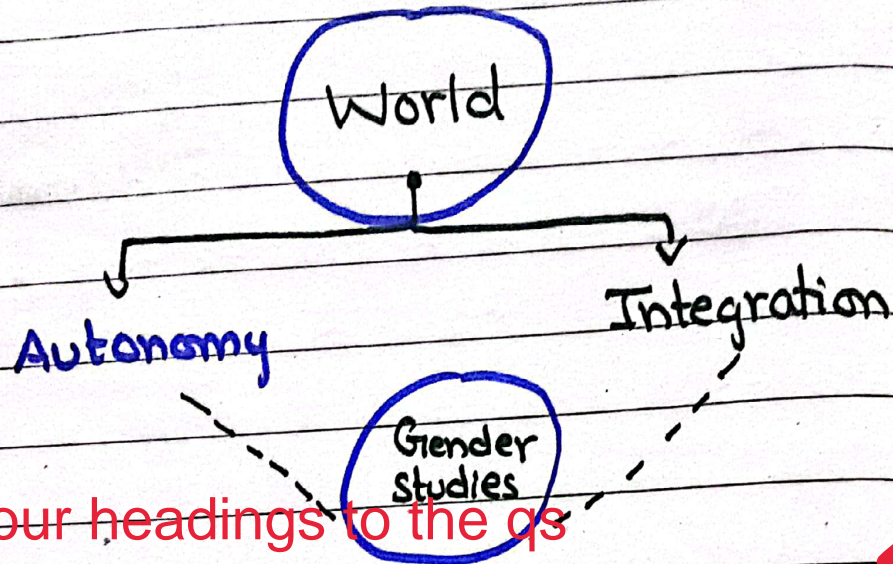 World
Integration
Autonomy
Gender
studies
our headings to the qs